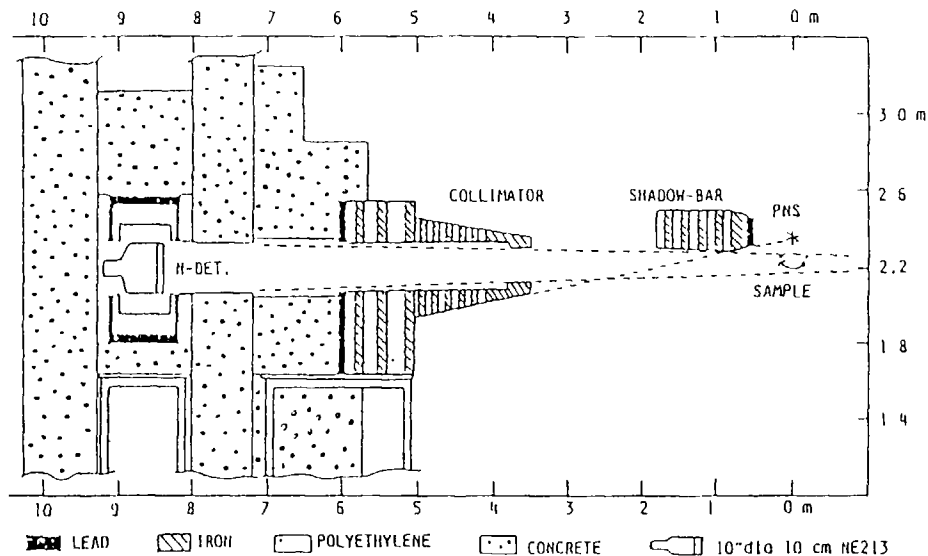 10 9 8 7 6 5 4 3 2 1 0 m
3 0 m
2 6
COLLIMATOR SHADOW-BAR PNS
N-DET. 2 2
SAMPLE
1 8
1 4
10 9 8 7 6 5 4 3 2 1 0 m
LEAD IRON POLYETHYLENE CONCRETE 10"dia 10 cm NE213